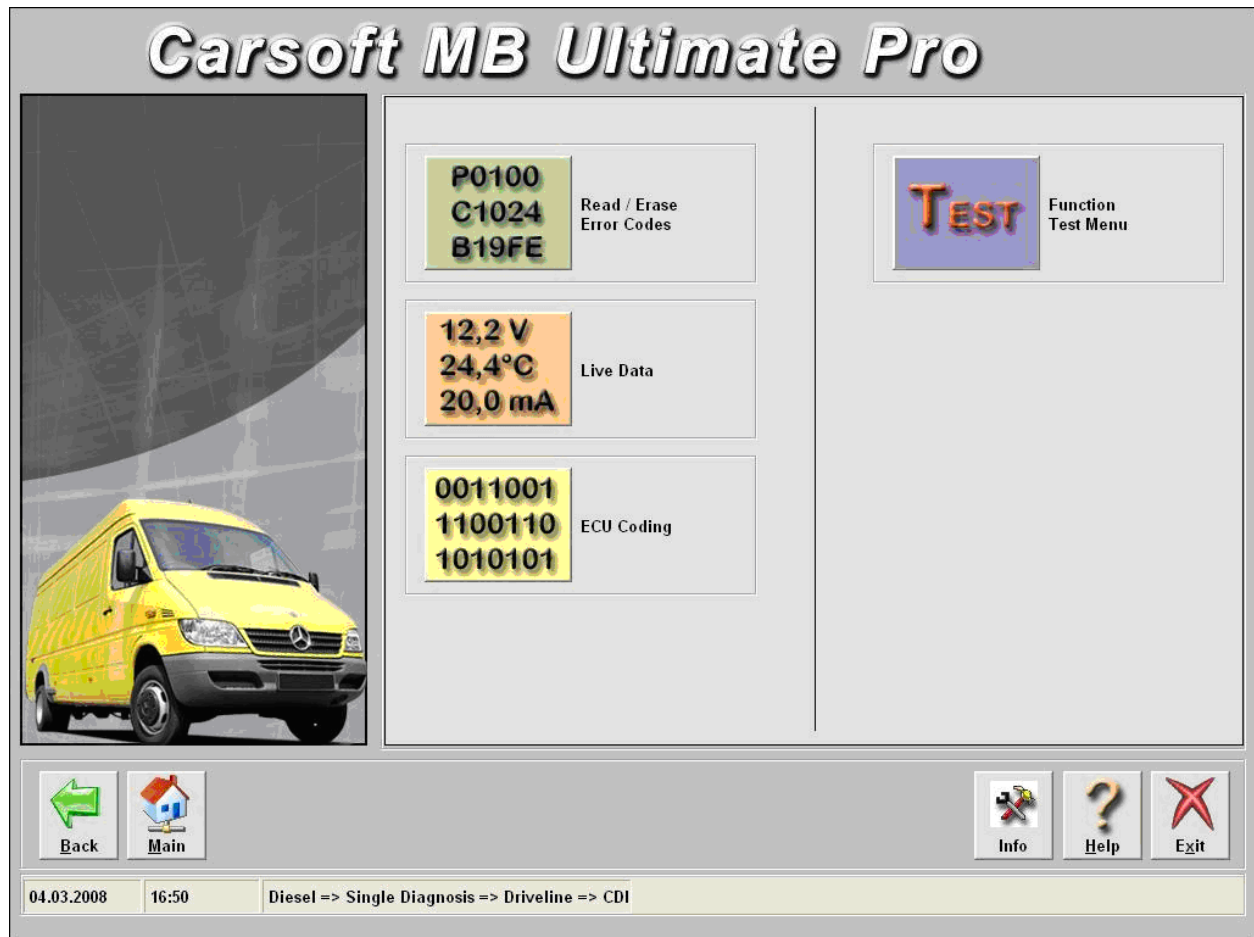 Carsoft MB Ultimate Pro
P0100
C1024
B19FE
Read / Erase
Error Codes
12,2 V
24,4°C
20,0 mA
Live Data
0011001
1100110
1010101
ECU Coding
TEST
Function
Test Menu
Back
Main
Info
Help
Exit
04.03.2008
16:50
Diesel => Single Diagnosis => Driveline => CDI